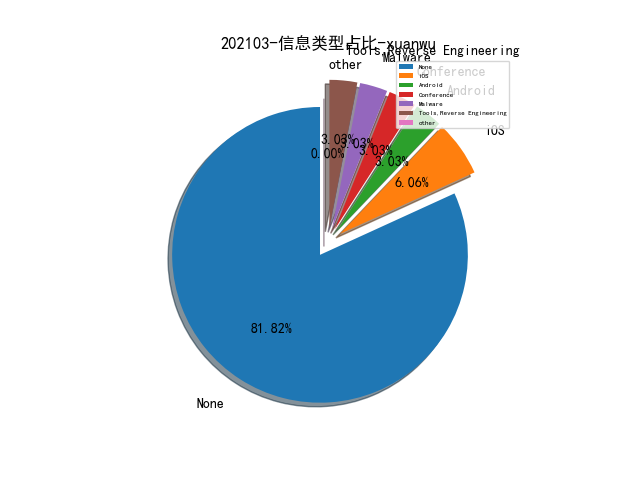 202103-信息类型占比-xuanwu
Tools,Reverse Engineering
Malware
other
Conference
Android
iOS
None
iOS
Android
Conference
Malware
Tools,Reverse Engineering
other
3.03%
3.03%
0.00%
3.03%
3.03%
6.06%
81.82%
None